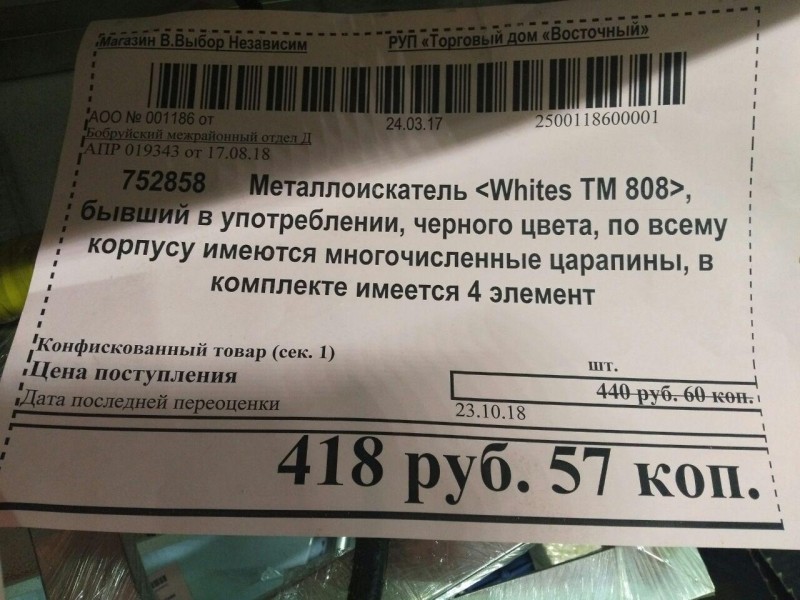 Магазин В.Выбор Независим РУП «Торговый дом «Восточный»
АОО № 001186 от 24.03.17 2500118600001
Бобруйский межрайонный отдел Д
АПР 019343 от 17.08.18
752858 Металлоискатель <Whites TM 808>,
бывший в употреблении, черного цвета, по всему
корпусу имеются многочисленные царапины, в
комплекте имеется 4 элемент
Конфискованный товар (сек. 1)
шт.
Цена поступления 440 руб. 60 коп.
Дата последней переоценки 23.10.18
418 руб. 57 коп.